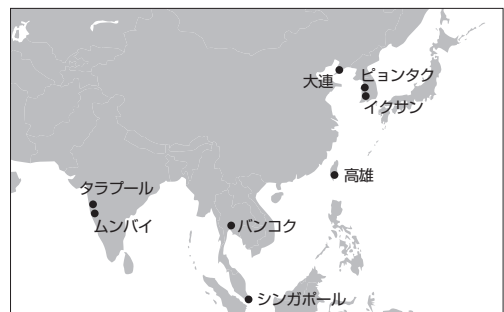 大連
ピョンタク
イクサン
高雄
タラプール
ムンバイ
バンコク
シンガポール